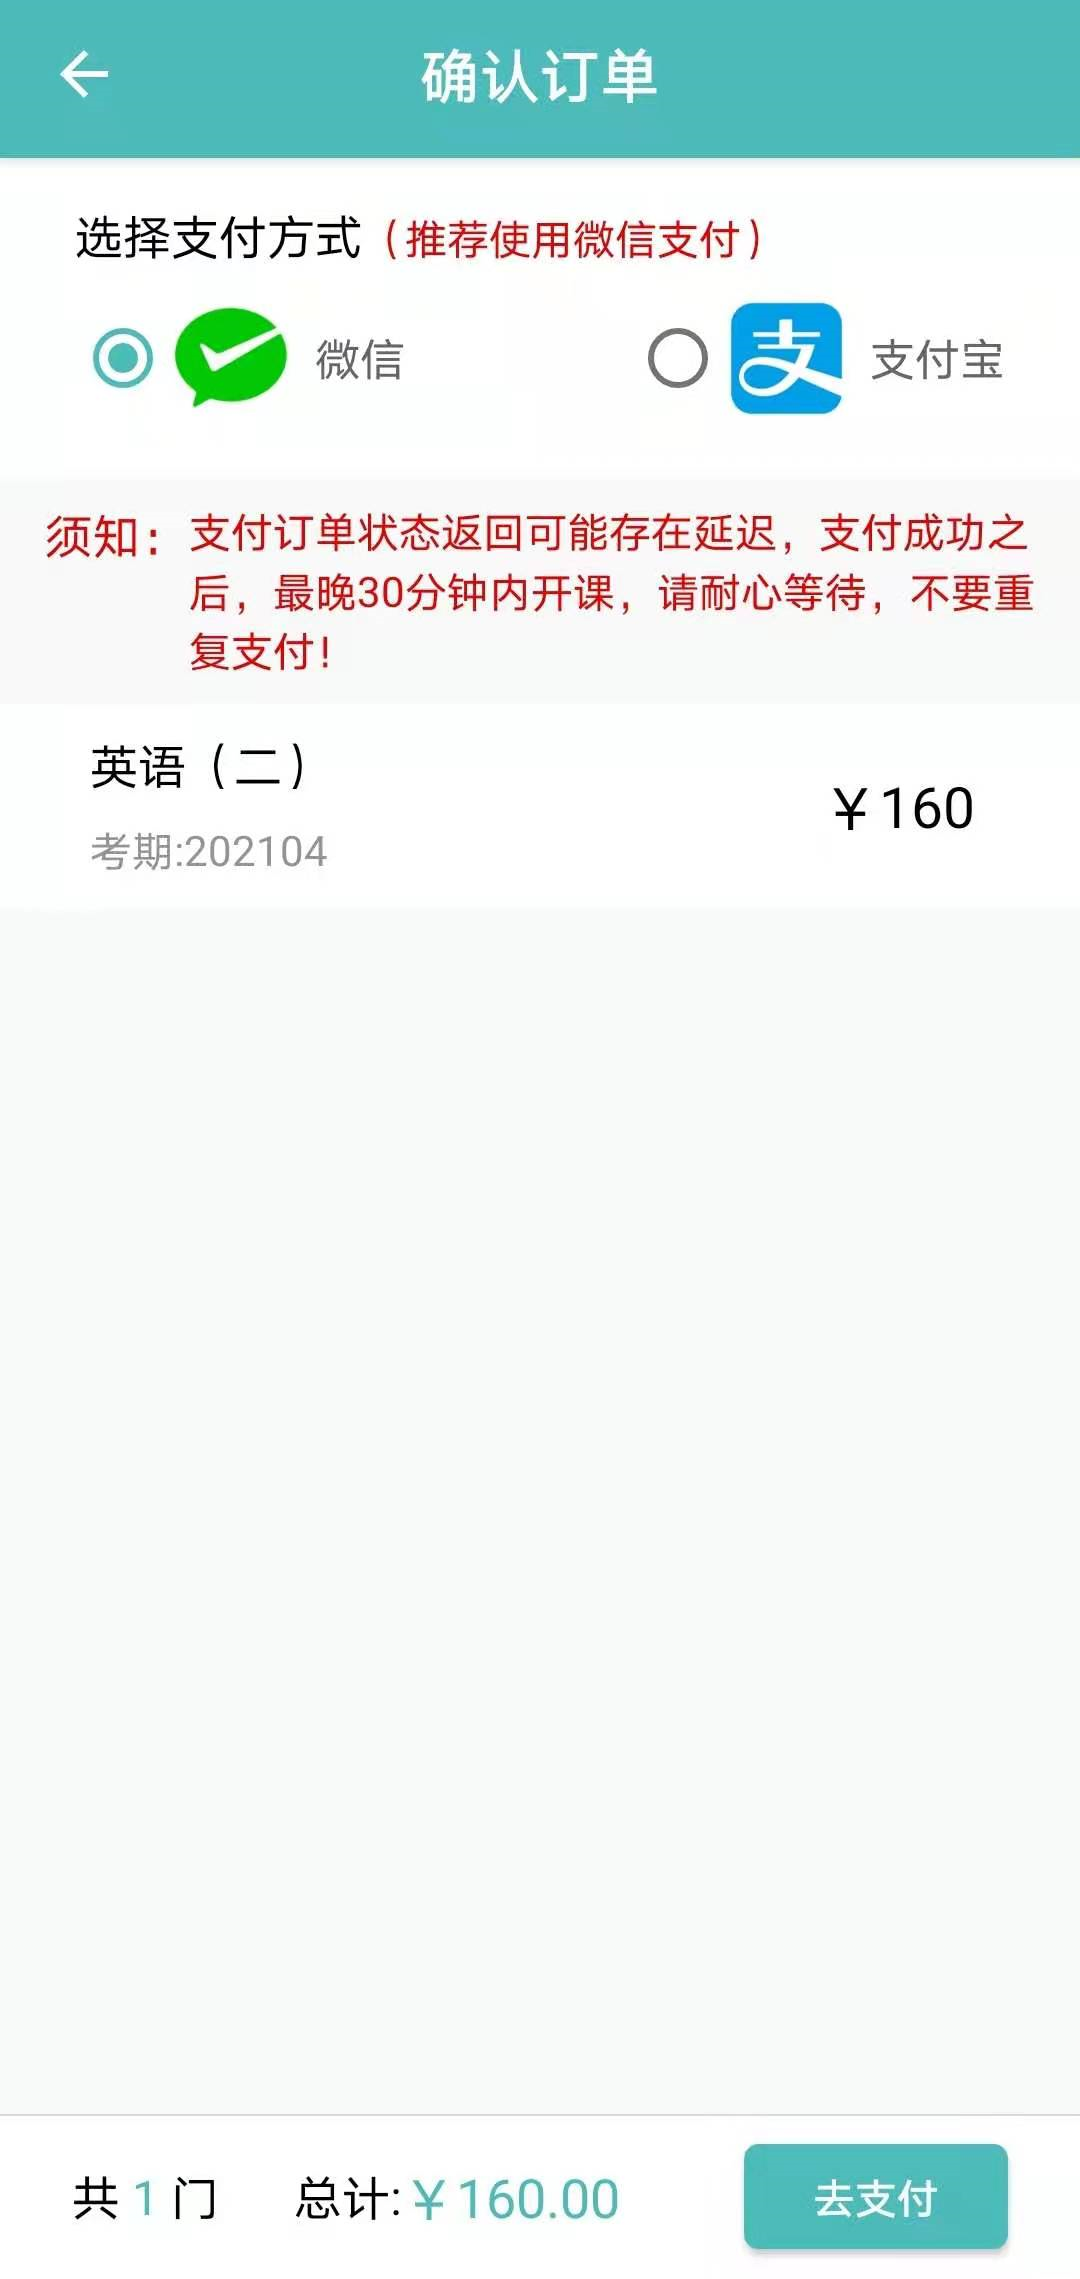 确认订单
选择支付方式（推荐使用微信支付）
微信 支付宝
须知：支付订单状态返回可能存在延迟，支付成功之
后，最晚30分钟内开课，请耐心等待，不要重
复支付！
英语（二）
￥160
考期:202104
共 1 门 总计:￥160.00 去支付